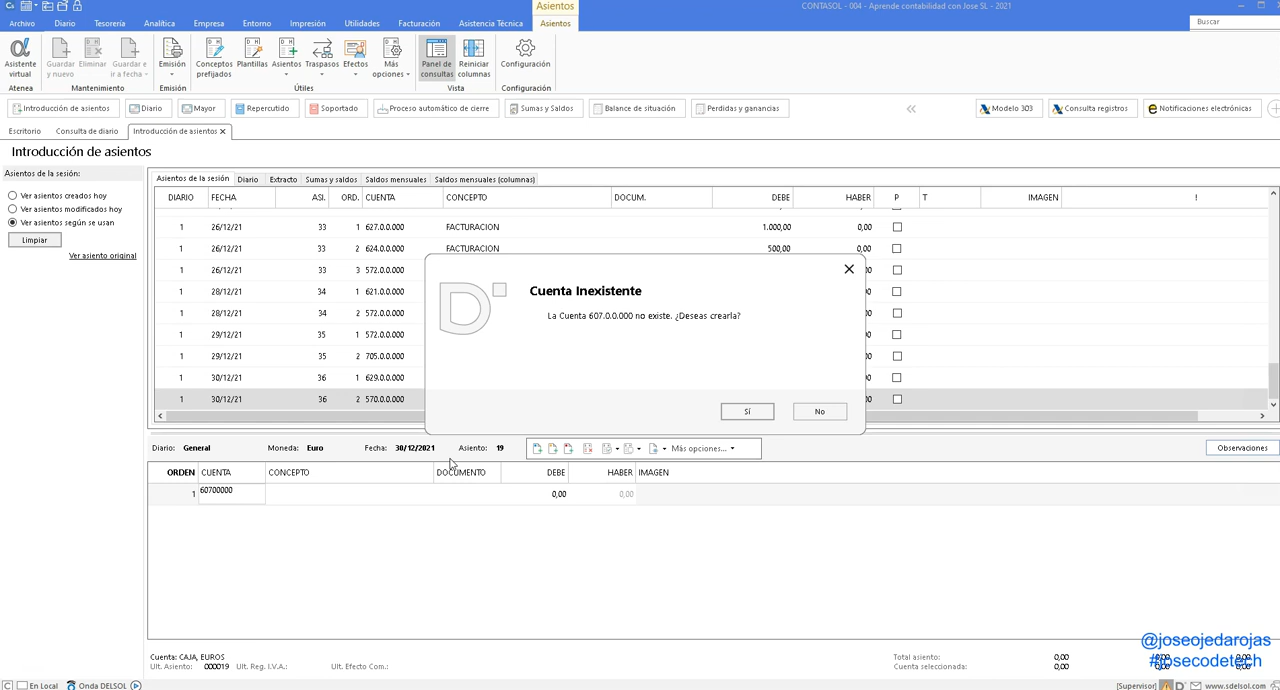 Asientos
CONTASOL - 004 - Aprende contabilidad con Jose SL - 2021
Archivo Diario Tesorería Analítica Empresa Entorno Impresión Utilidades Facturación Asistencia Técnica Asientos
Buscar
Asistente virtual
Guardar y nuevo
Eliminar
Guardar e ir a fecha
Emisión
Conceptos prefijados
Plantillas
Asientos
Traspasos
Efectos
Más opciones
Panel de consultas
Reiniciar columnas
Configuración
Atenea Mantenimiento Emisión Útiles Vista Configuración
Introducción de asientos Diario Mayor Repercutido Soportado Proceso automático de cierre Sumas y Saldos Balance de situación Perdidas y ganancias Modelo 303 Consulta registros Notificaciones electrónicas
Escritorio Consulta de diario Introducción de asientos
Introducción de asientos
Asientos de la sesión:
Ver asientos creados hoy
Ver asientos modificados hoy
Ver asientos según se usan
Limpiar
Ver asiento original
Asientos de la sesión Diario Extracto Sumas y saldos Saldos mensuales Saldos mensuales (columnas)
DIARIO FECHA ASI. ORD. CUENTA CONCEPTO DOCUM. DEBE HABER P T IMAGEN !
1 26/12/21 33 1 627.0.0.000 FACTURACION 1.000,00 0,00
1 26/12/21 33 2 624.0.0.000 FACTURACION 500,00 0,00
1 26/12/21 33 3 572.0.0.000
1 28/12/21 34 1 621.0.0.000
1 28/12/21 34 2 572.0.0.000
1 29/12/21 35 1 572.0.0.000
1 29/12/21 35 2 705.0.0.000
1 30/12/21 36 1 629.0.0.000
1 30/12/21 36 2 570.0.0.000
Cuenta Inexistente
La Cuenta 607.0.0.000 no existe. ¿Deseas crearla?
Sí No
Diario: General Moneda: Euro Fecha: 30/12/2021 Asiento: 19 Más opciones... Observaciones
ORDEN CUENTA CONCEPTO DOCUMENTO DEBE HABER IMAGEN
1 60700000 0,00 0,00
Cuenta: CAJA, EUROS
Ult. Asiento: 000019 Ult. Reg. I.V.A.: Ult. Efecto Com.:
Total asiento: 0,00
Cuenta seleccionada: 0,00
@joseojedarojas
#josecodetech
En Local Onda DELSOL
[Supervisor] www.sdelsol.com